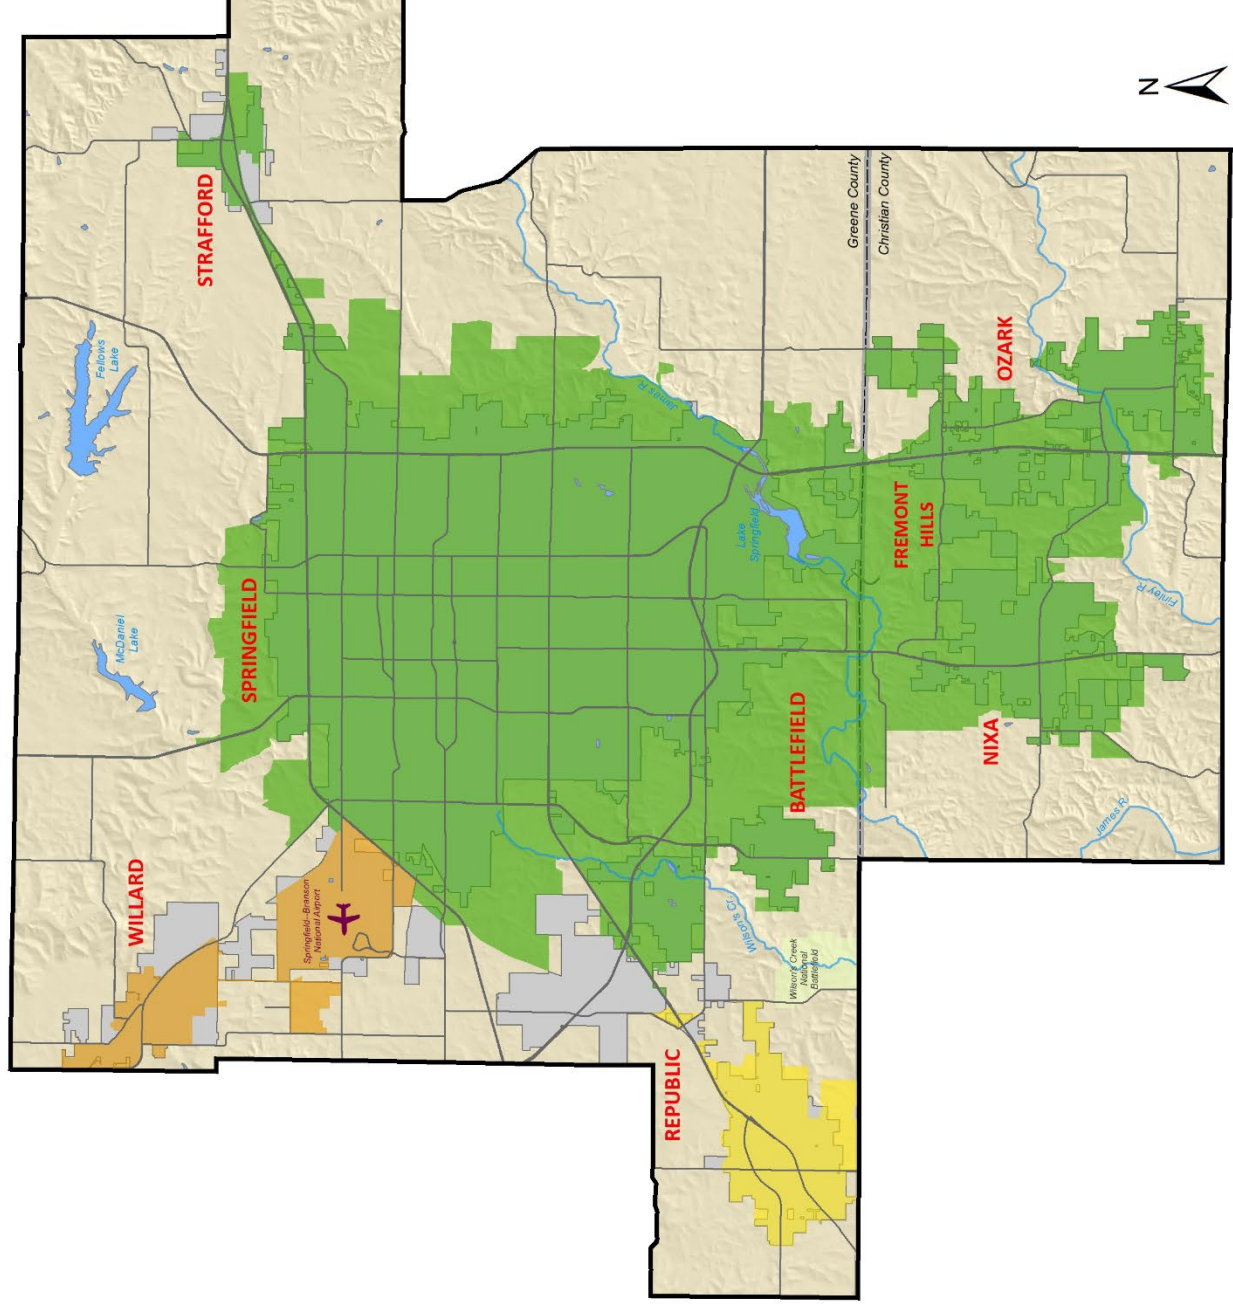 N
STRAFFORD
Fellows
Lake
McDaniel
Lake
SPRINGFIELD
WILLARD
Springfield-Branson
National Airport
James R.
Greene County
Christian County
OZARK
Lake
Springfield
FREMONT
HILLS
Finley R.
BATTLEFIELD
NIXA
James R.
Wilson's Cr.
Wilson's Creek
National
Battlefield
REPUBLIC